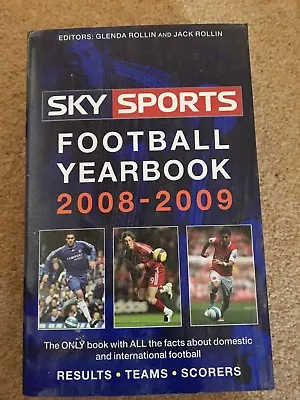 EDITORS: GLENDA ROLLIN AND JACK ROLLIN
SKY SPORTS
FOOTBALL
YEARBOOK
2008-2009
The ONLY book with ALL the facts about domestic
and international football
RESULTS • TEAMS • SCORERS